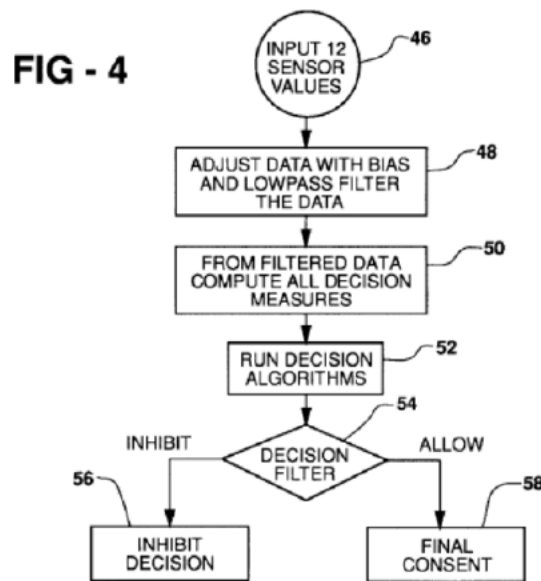 FIG - 4
INPUT 12
SENSOR
VALUES
46
ADJUST DATA WITH BIAS
AND LOWPASS FILTER
THE DATA
48
FROM FILTERED DATA
COMPUTE ALL DECISION
MEASURES
50
RUN DECISION
ALGORITHMS
52
DECISION
FILTER
54
INHIBIT
ALLOW
INHIBIT
DECISION
56
FINAL
CONSENT
58